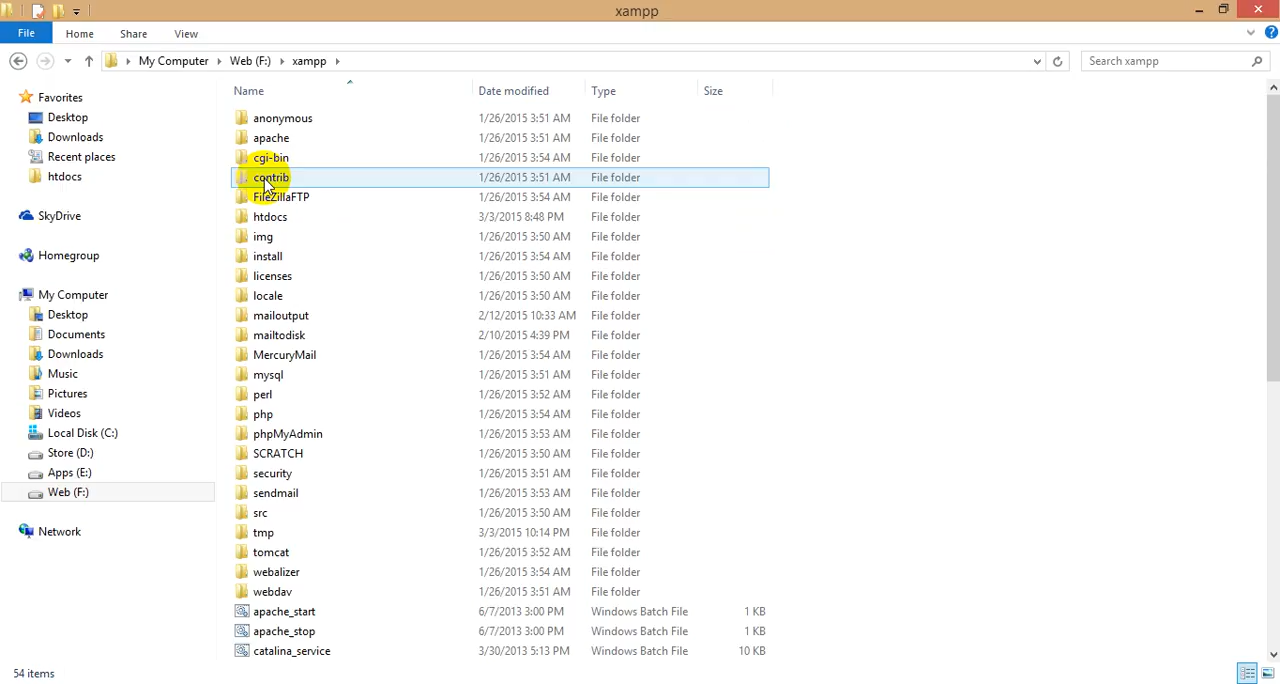 xampp
File Home Share View
My Computer Web (F:) xampp Search xampp
Name Date modified Type Size
Favorites
Desktop
Downloads
Recent places
htdocs
SkyDrive
Homegroup
My Computer
Desktop
Documents
Downloads
Music
Pictures
Videos
Local Disk (C:)
Store (D:)
Apps (E:)
Web (F:)
Network
anonymous 1/26/2015 3:51 AM File folder
apache 1/26/2015 3:51 AM File folder
cgi-bin 1/26/2015 3:54 AM File folder
contrib 1/26/2015 3:51 AM File folder
FileZillaFTP 1/26/2015 3:54 AM File folder
htdocs 3/3/2015 8:48 PM File folder
img 1/26/2015 3:50 AM File folder
install 1/26/2015 3:54 AM File folder
licenses 1/26/2015 3:50 AM File folder
locale 1/26/2015 3:50 AM File folder
mailoutput 2/12/2015 10:33 AM File folder
mailtodisk 2/10/2015 4:39 PM File folder
MercuryMail 1/26/2015 3:54 AM File folder
mysql 1/26/2015 3:51 AM File folder
perl 1/26/2015 3:52 AM File folder
php 1/26/2015 3:54 AM File folder
phpMyAdmin 1/26/2015 3:53 AM File folder
SCRATCH 1/26/2015 3:50 AM File folder
security 1/26/2015 3:51 AM File folder
sendmail 1/26/2015 3:53 AM File folder
src 1/26/2015 3:50 AM File folder
tmp 3/3/2015 10:14 PM File folder
tomcat 1/26/2015 3:52 AM File folder
webalizer 1/26/2015 3:54 AM File folder
webdav 1/26/2015 3:51 AM File folder
apache_start 6/7/2013 3:00 PM Windows Batch File 1 KB
apache_stop 6/7/2013 3:00 PM Windows Batch File 1 KB
catalina_service 3/30/2013 5:13 PM Windows Batch File 10 KB
54 items